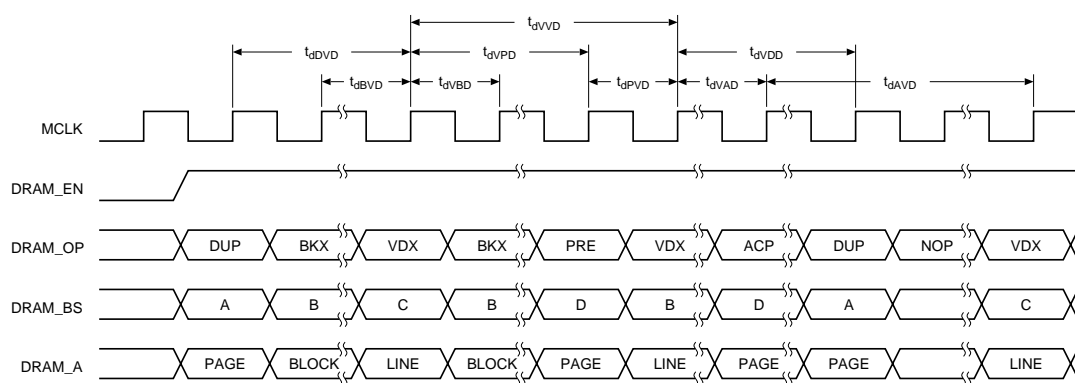 tdVVD
tdDVD tdVPD tdVDD
tdBVD tdVBD tdPVD tdVAD tdAVD
MCLK
DRAM_EN
DRAM_OP DUP BKX VDX BKX PRE VDX ACP DUP NOP VDX
DRAM_BS A B C B D B D A C
DRAM_A PAGE BLOCK LINE BLOCK PAGE LINE PAGE PAGE LINE